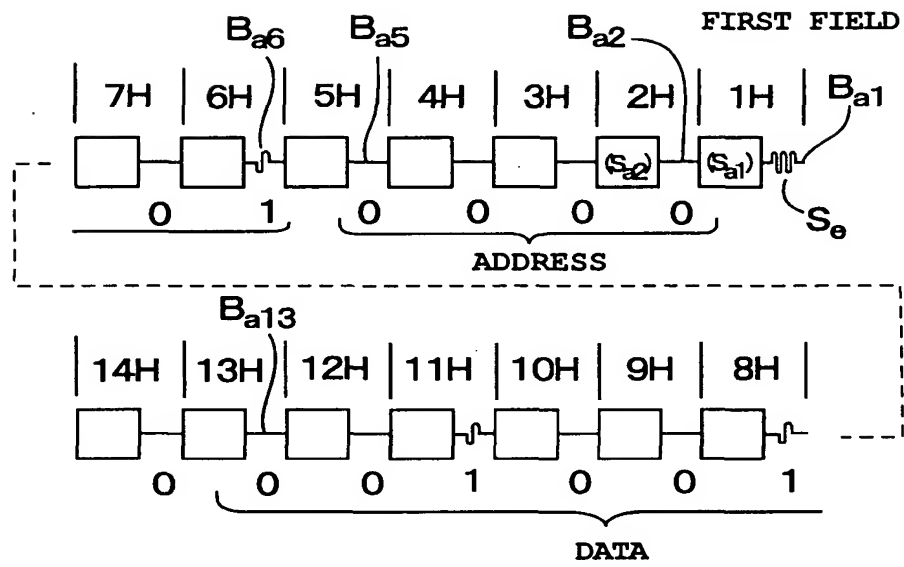 FIRST FIELD
Ba6 Ba5 Ba2
7H 6H 5H 4H 3H 2H 1H Ba1
(Sa2) (Sa1)
0 1 0 0 0 0 Se
ADDRESS
Ba13
14H 13H 12H 11H 10H 9H 8H
0 0 0 1 0 0 1
DATA